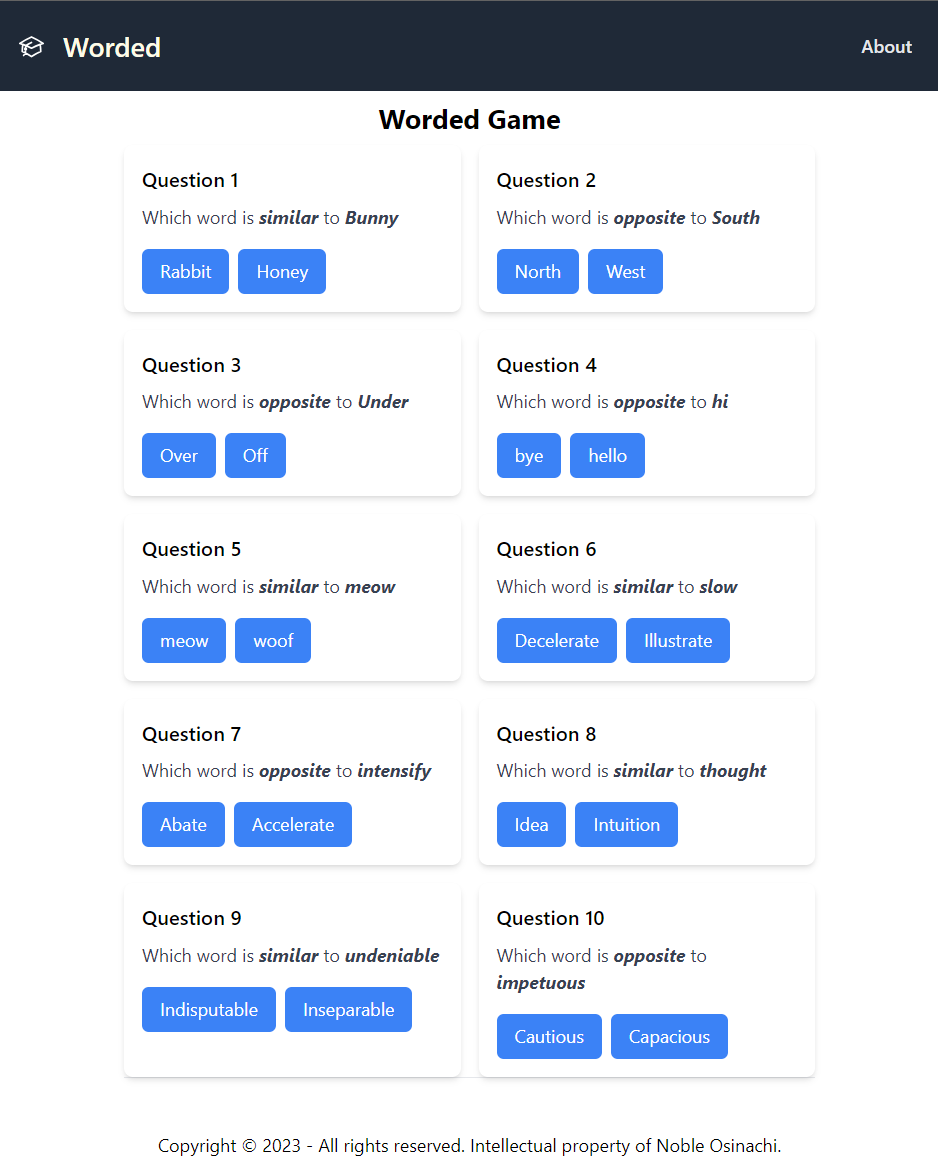 Worded
About
Worded Game
Question 1
Which word is similar to Bunny
Rabbit
Honey
Question 2
Which word is opposite to South
North
West
Question 3
Which word is opposite to Under
Over
Off
Question 4
Which word is opposite to hi
bye
hello
Question 5
Which word is similar to meow
meow
woof
Question 6
Which word is similar to slow
Decelerate
Illustrate
Question 7
Which word is opposite to intensify
Abate
Accelerate
Question 8
Which word is similar to thought
Idea
Intuition
Question 9
Which word is similar to undeniable
Indisputable
Inseparable
Question 10
Which word is opposite to
impetuous
Cautious
Capacious
Copyright © 2023 - All rights reserved. Intellectual property of Noble Osinachi.